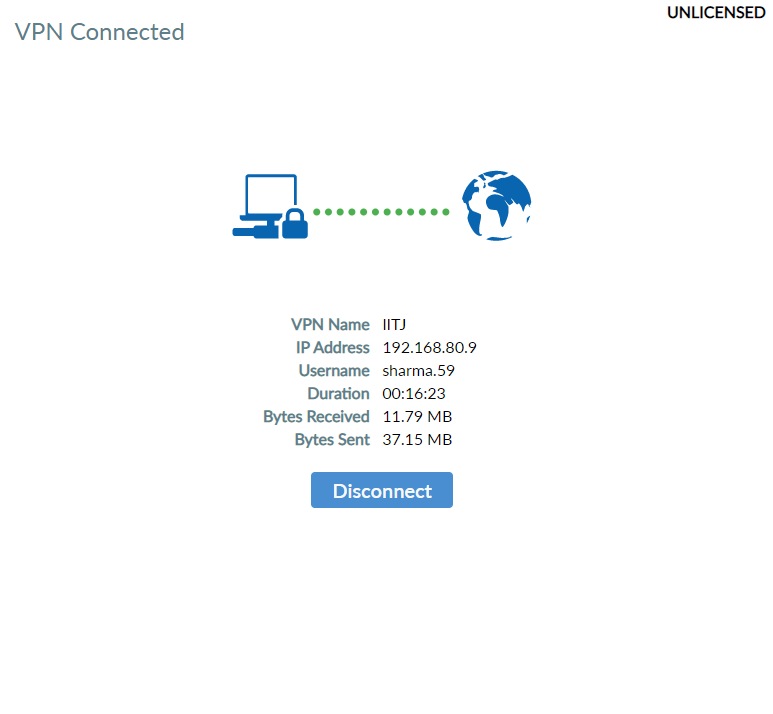 UNLICENSED
VPN Connected
VPN Name IITJ
IP Address 192.168.80.9
Username sharma.59
Duration 00:16:23
Bytes Received 11.79 MB
Bytes Sent 37.15 MB
Disconnect